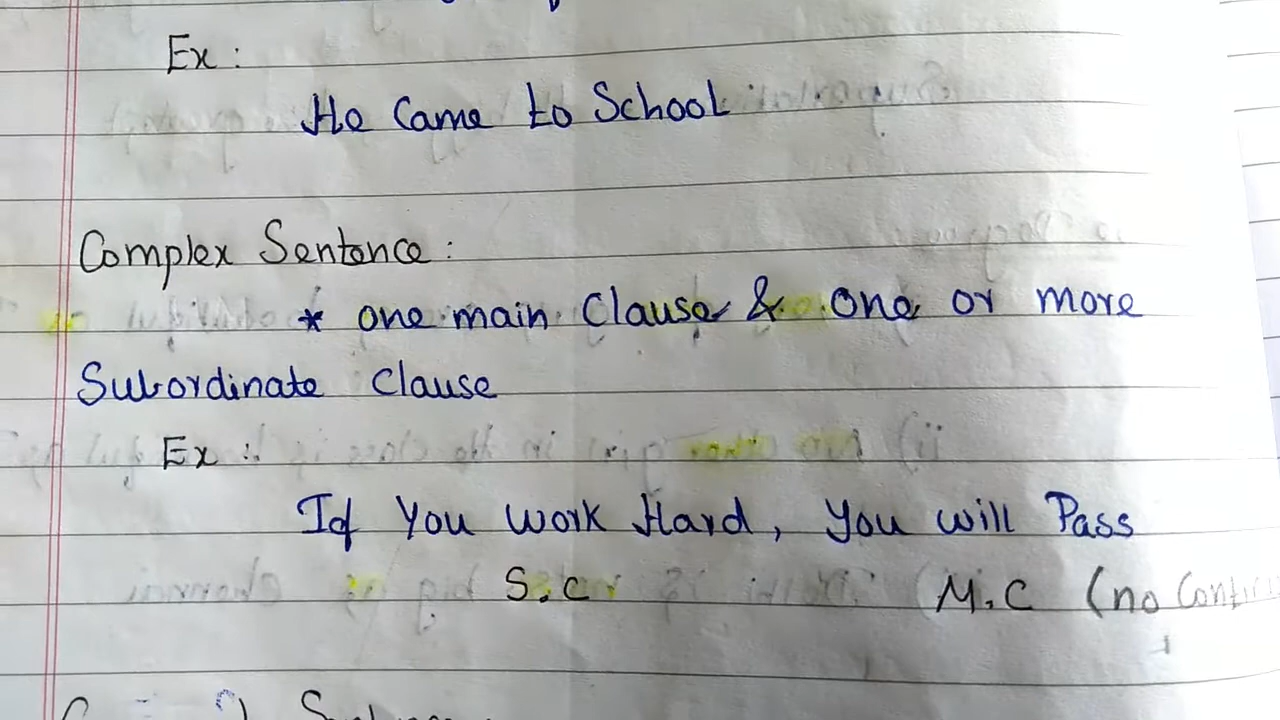 Ex :
He Came to School
Complex Sentence :
* one main Clause & one or more
Subordinate Clause
Ex :
If You work Hard, you will Pass
S.C M.C (no